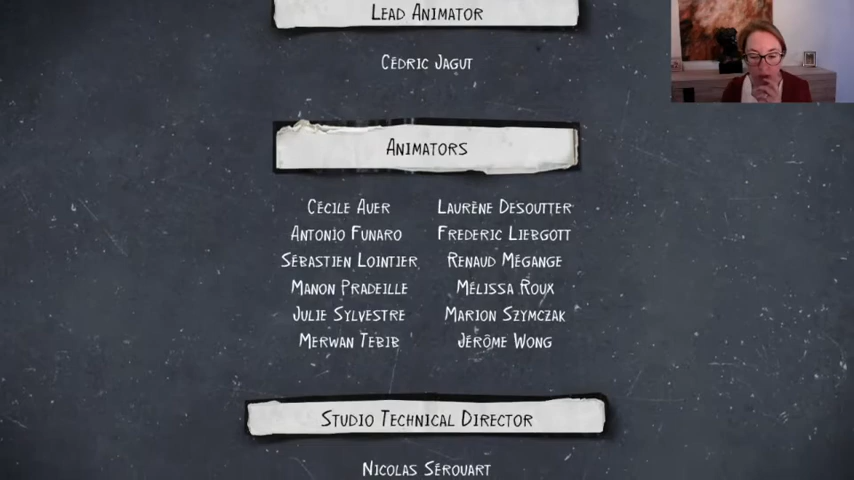 LEAD ANIMATOR
CÉDRIC JAGUT
ANIMATORS
CÉCILE AUER LAURÈNE DESOUTTER
ANTONIO FUNARO FREDERIC LIEBGOTT
SÉBASTIEN LOINTIER RENAUD MÉGANGE
MANON PRADEILLE MÉLISSA ROUX
JULIE SYLVESTRE MARION SZYMCZAK
MERWAN TEBIB JÉRÔME WONG
STUDIO TECHNICAL DIRECTOR
NICOLAS SÉROUART